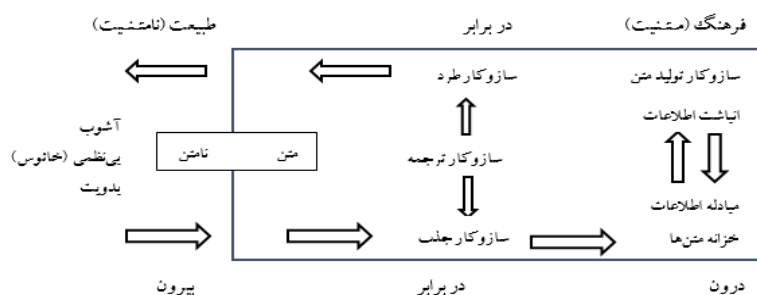 فرهنگ (متنیت) در برابر طبیعت (نامتنیت)
سازوکار تولید متن سازوکار طرد
انباشت اطلاعات
آشوب
متن نامتن
بی‌نظمی (خائوس)
سازوکار ترجمه
بدویت
مبادله اطلاعات
خزانه متن‌ها سازوکار جلب
درون در برابر بیرون